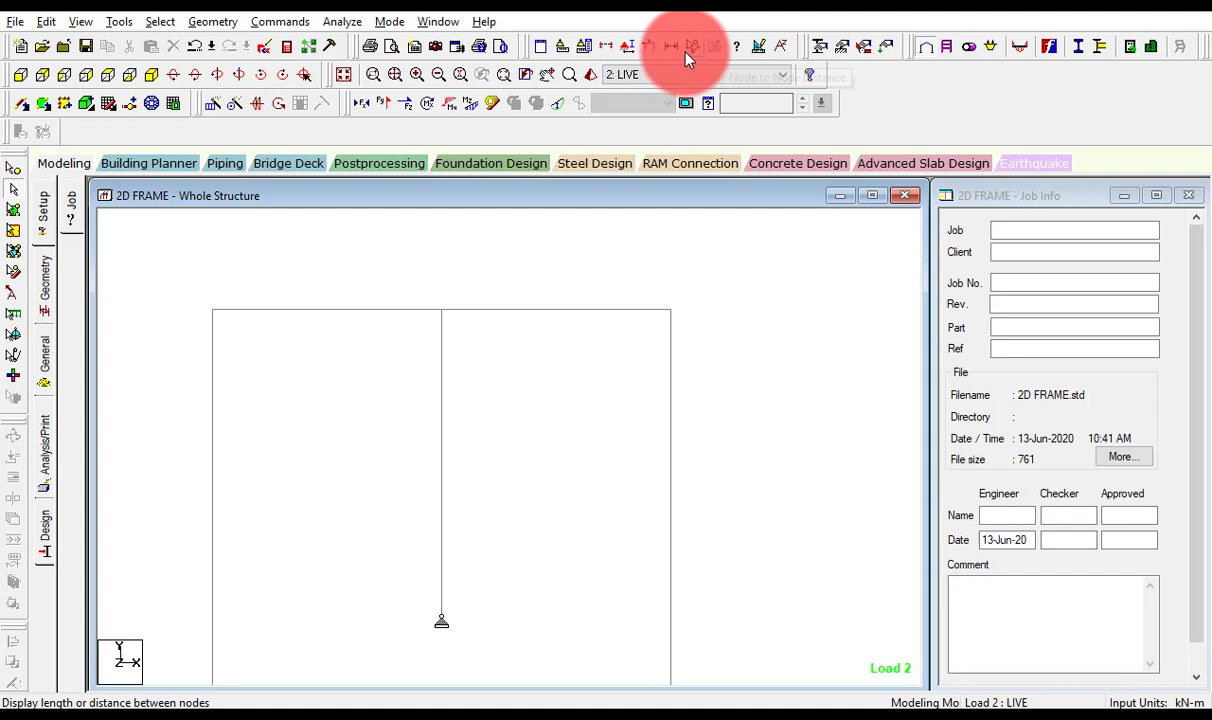 File Edit View Tools Select Geometry Commands Analyze Mode Window Help
2: LIVE
Node to Node Distance
Modeling Building Planner Piping Bridge Deck Postprocessing Foundation Design Steel Design RAM Connection Concrete Design Advanced Slab Design Earthquake
Setup
Geometry
General
Analysis/Print
Design
Job
2D FRAME - Whole Structure
Y
Z X
Load 2
2D FRAME - Job Info
Job
Client
Job No.
Rev.
Part
Ref
File
Filename : 2D FRAME.std
Directory :
Date / Time : 13-Jun-2020 10:41 AM
File size : 761 More...
Engineer Checker Approved
Name
Date 13-Jun-20
Comment
Display length or distance between nodes
Modeling Mo Load 2 : LIVE Input Units: kN-m